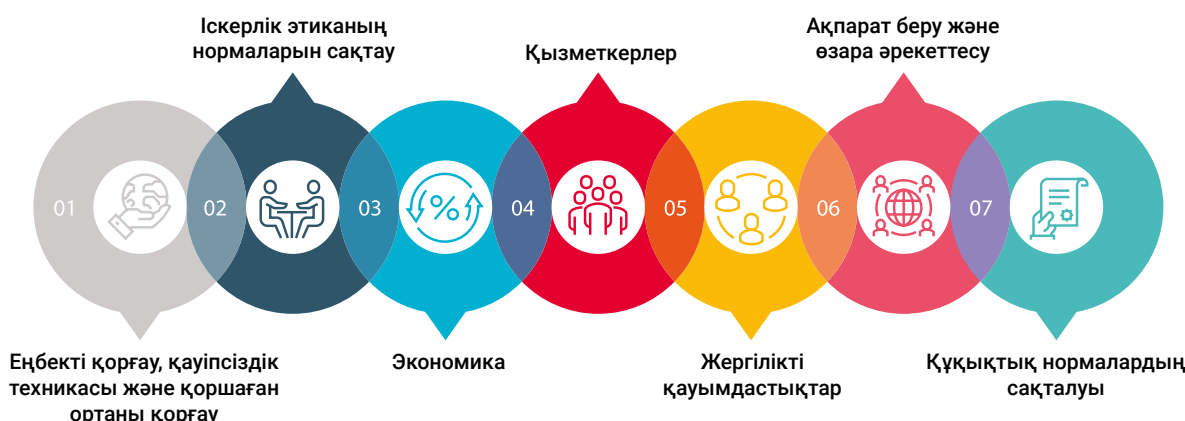 Іскерлік этиканың
нормаларын сақтау
Қызметкерлер
Ақпарат беру және
өзара әрекеттесу
01
02
03
%
04
05
06
07
Еңбекті қорғау, қауіпсіздік
техникасы және қоршаған
ортаны қорғау
Экономика
Жергілікті
қауымдастықтар
Құқықтық нормалардың
сақталуы